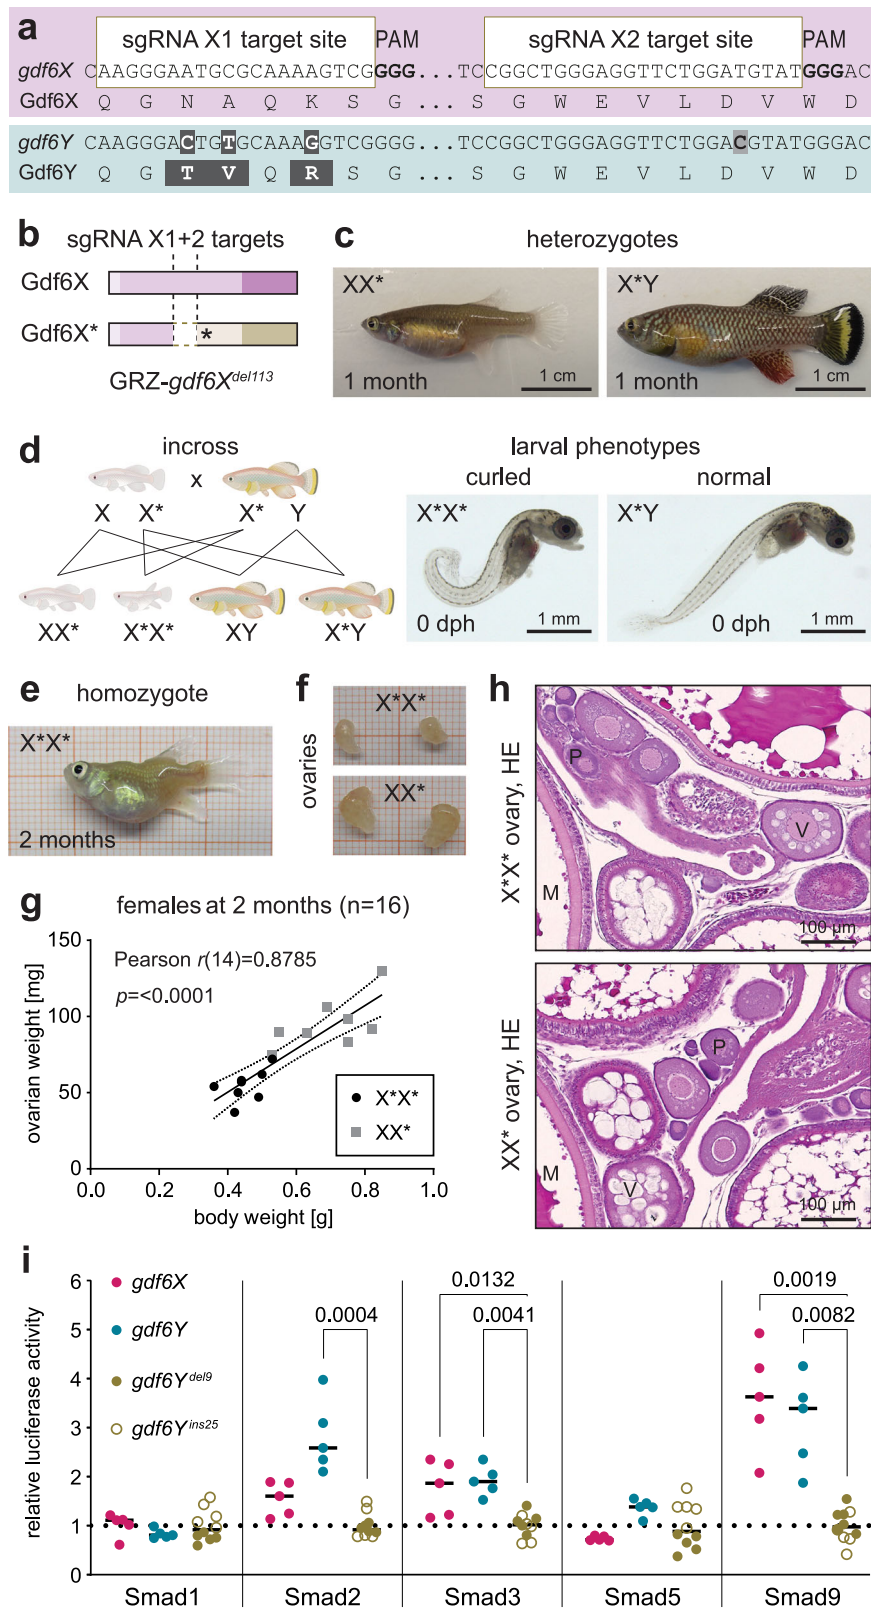 a
sgRNA X1 target site PAM sgRNA X2 target site PAM
gdf6X CAAGGGAATGCGCAAAAGTCGGGG...TCCGGCTGGGAGGTTCTGGATGTATGGGAC
Gdf6X Q G N A Q K S G ... S G W E V L D V W D
gdf6Y CAAGGGACTGTGCAAAGGTCGGGG...TCCGGCTGGGAGGTTCTGGACGTATGGGAC
Gdf6Y Q G T V Q R S G ... S G W E V L D V W D
b sgRNA X1+2 targets
Gdf6X
Gdf6X* *
GRZ-gdf6X^del113
c heterozygotes
XX* X*Y
1 month 1 cm 1 month 1 cm
d incross
x
X X* X* Y
XX* X*X* XY X*Y
larval phenotypes
curled normal
X*X* X*Y
0 dph 1 mm 0 dph 1 mm
e homozygote
X*X*
2 months
f
ovaries
X*X*
XX*
g females at 2 months (n=16)
Pearson r(14)=0.8785
p=<0.0001
ovarian weight [mg]
150
100
50
0
0.0 0.2 0.4 0.6 0.8 1.0
body weight [g]
X*X*
XX*
h
X*X* ovary, HE
P
V
M
100 µm
XX* ovary, HE
P
M
V
100 µm
i
relative luciferase activity
6
5
4
3
2
1
0
gdf6X
gdf6Y
gdf6Y^del9
gdf6Y^ins25
0.0004
0.0132
0.0041
0.0019
0.0082
Smad1 Smad2 Smad3 Smad5 Smad9